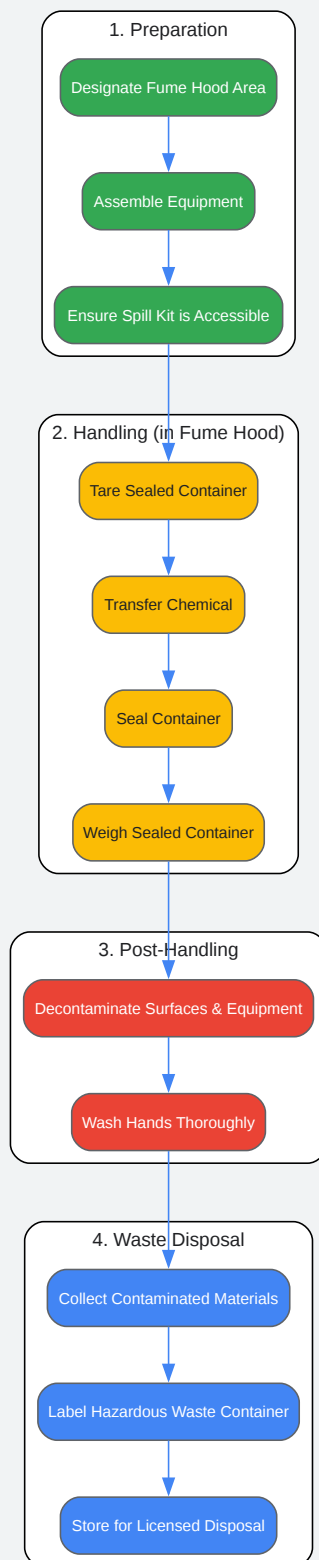 1. Preparation
Designate Fume Hood Area
Assemble Equipment
Ensure Spill Kit is Accessible
2. Handling (in Fume Hood)
Tare Sealed Container
Transfer Chemical
Seal Container
Weigh Sealed Container
3. Post-Handling
Decontaminate Surfaces & Equipment
Wash Hands Thoroughly
4. Waste Disposal
Collect Contaminated Materials
Label Hazardous Waste Container
Store for Licensed Disposal